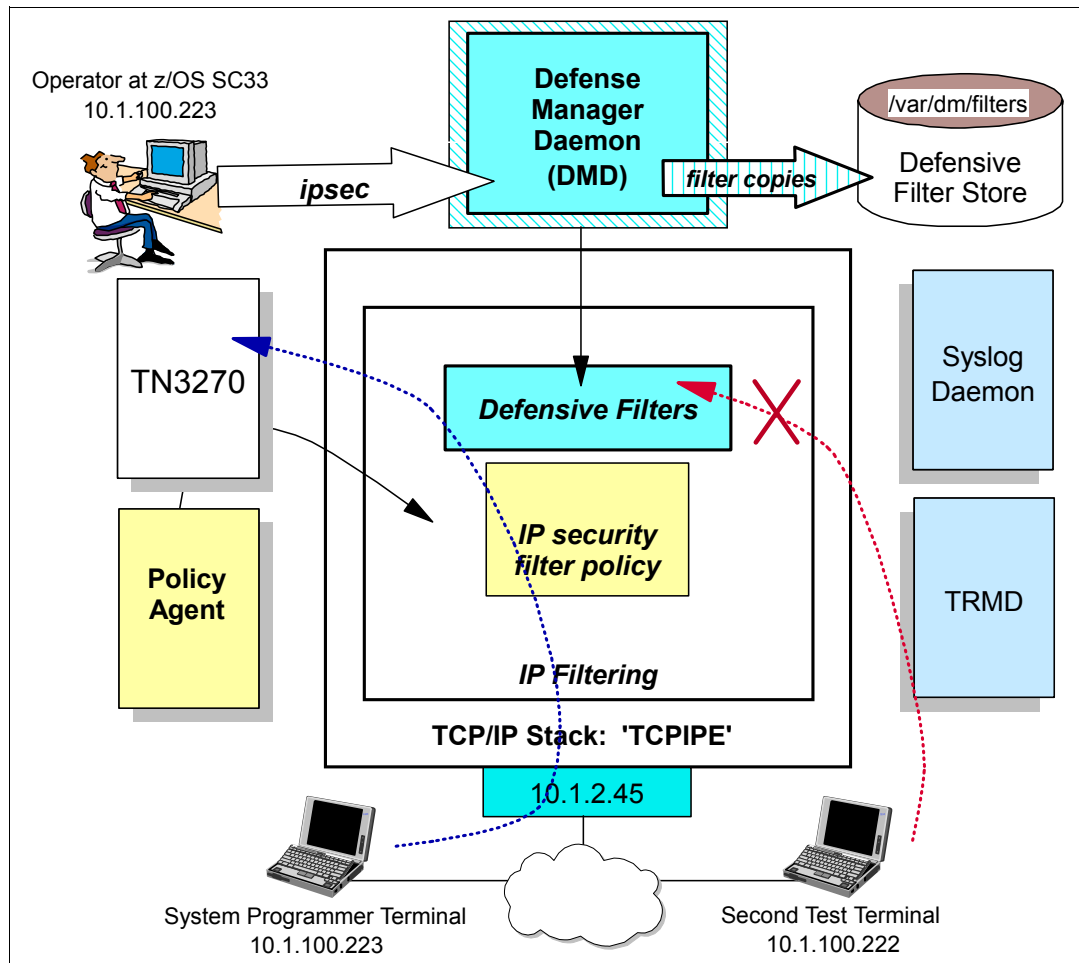 Operator at z/OS SC33
10.1.100.223
Defense
Manager
Daemon
(DMD)
/var/dm/filters
Defensive
Filter Store
ipsec
filter copies
TN3270
Policy
Agent
Defensive Filters
IP security
filter policy
IP Filtering
TCP/IP Stack: 'TCPIPE'
10.1.2.45
Syslog
Daemon
TRMD
System Programmer Terminal
10.1.100.223
Second Test Terminal
10.1.100.222